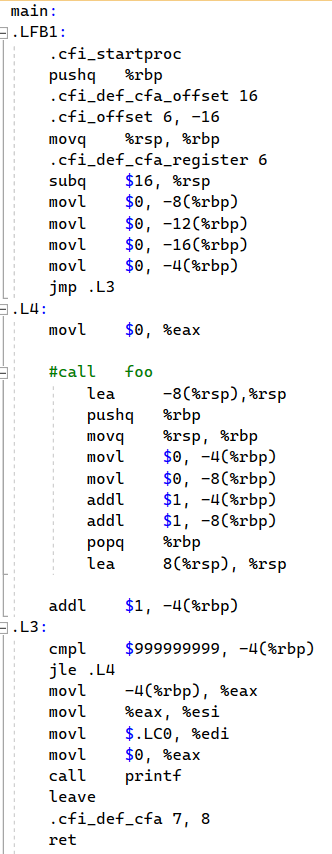 main:
.LFB1:
    .cfi_startproc
    pushq   %rbp
    .cfi_def_cfa_offset 16
    .cfi_offset 6, -16
    movq    %rsp, %rbp
    .cfi_def_cfa_register 6
    subq    $16, %rsp
    movl    $0, -8(%rbp)
    movl    $0, -12(%rbp)
    movl    $0, -16(%rbp)
    movl    $0, -4(%rbp)
    jmp .L3
.L4:
    movl    $0, %eax

    #call   foo
        lea     -8(%rsp),%rsp
        pushq   %rbp
        movq    %rsp, %rbp
        movl    $0, -4(%rbp)
        movl    $0, -8(%rbp)
        addl    $1, -4(%rbp)
        addl    $1, -8(%rbp)
        popq    %rbp
        lea     8(%rsp), %rsp

    addl    $1, -4(%rbp)
.L3:
    cmpl    $999999999, -4(%rbp)
    jle .L4
    movl    -4(%rbp), %eax
    movl    %eax, %esi
    movl    $.LC0, %edi
    movl    $0, %eax
    call    printf
    leave
    .cfi_def_cfa 7, 8
    ret